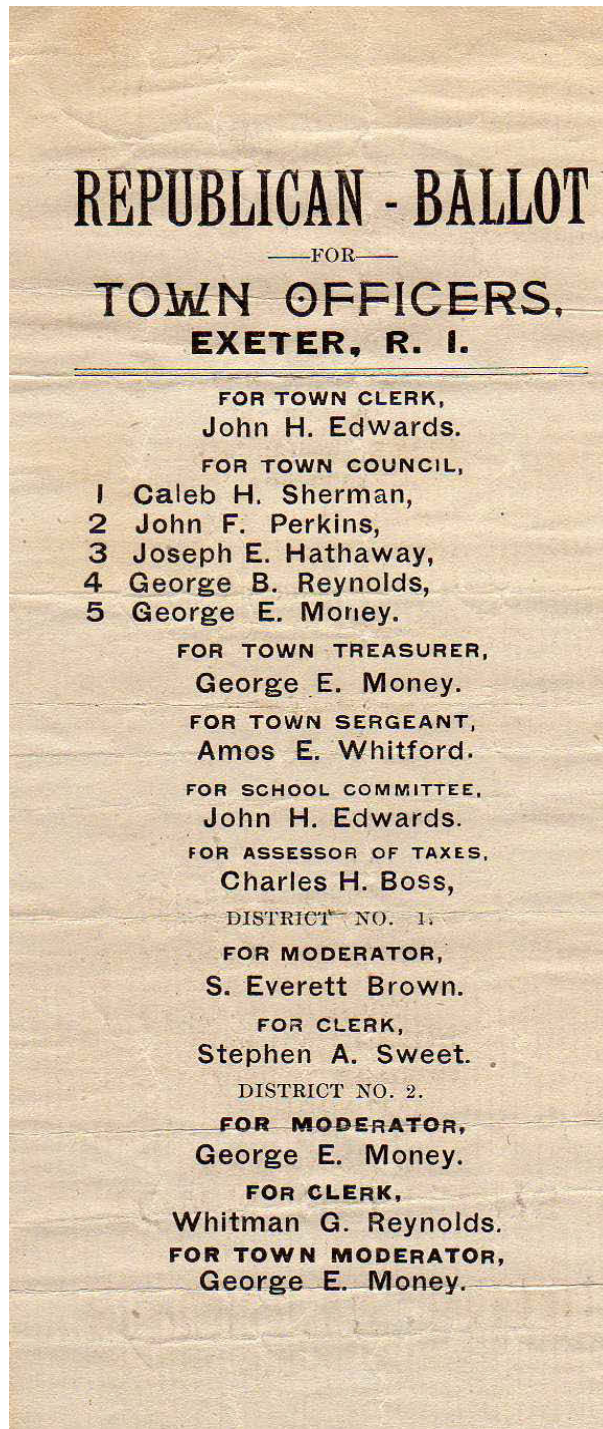 REPUBLICAN - BALLOT
—FOR—
TOWN OFFICERS,
EXETER, R. I.
FOR TOWN CLERK,
John H. Edwards.
FOR TOWN COUNCIL,
1 Caleb H. Sherman,
2 John F. Perkins,
3 Joseph E. Hathaway,
4 George B. Reynolds,
5 George E. Money.
FOR TOWN TREASURER,
George E. Money.
FOR TOWN SERGEANT,
Amos E. Whitford.
FOR SCHOOL COMMITTEE,
John H. Edwards.
FOR ASSESSOR OF TAXES,
Charles H. Boss,
DISTRICT NO. 1.
FOR MODERATOR,
S. Everett Brown.
FOR CLERK,
Stephen A. Sweet.
DISTRICT NO. 2.
FOR MODERATOR,
George E. Money.
FOR CLERK,
Whitman G. Reynolds.
FOR TOWN MODERATOR,
George E. Money.